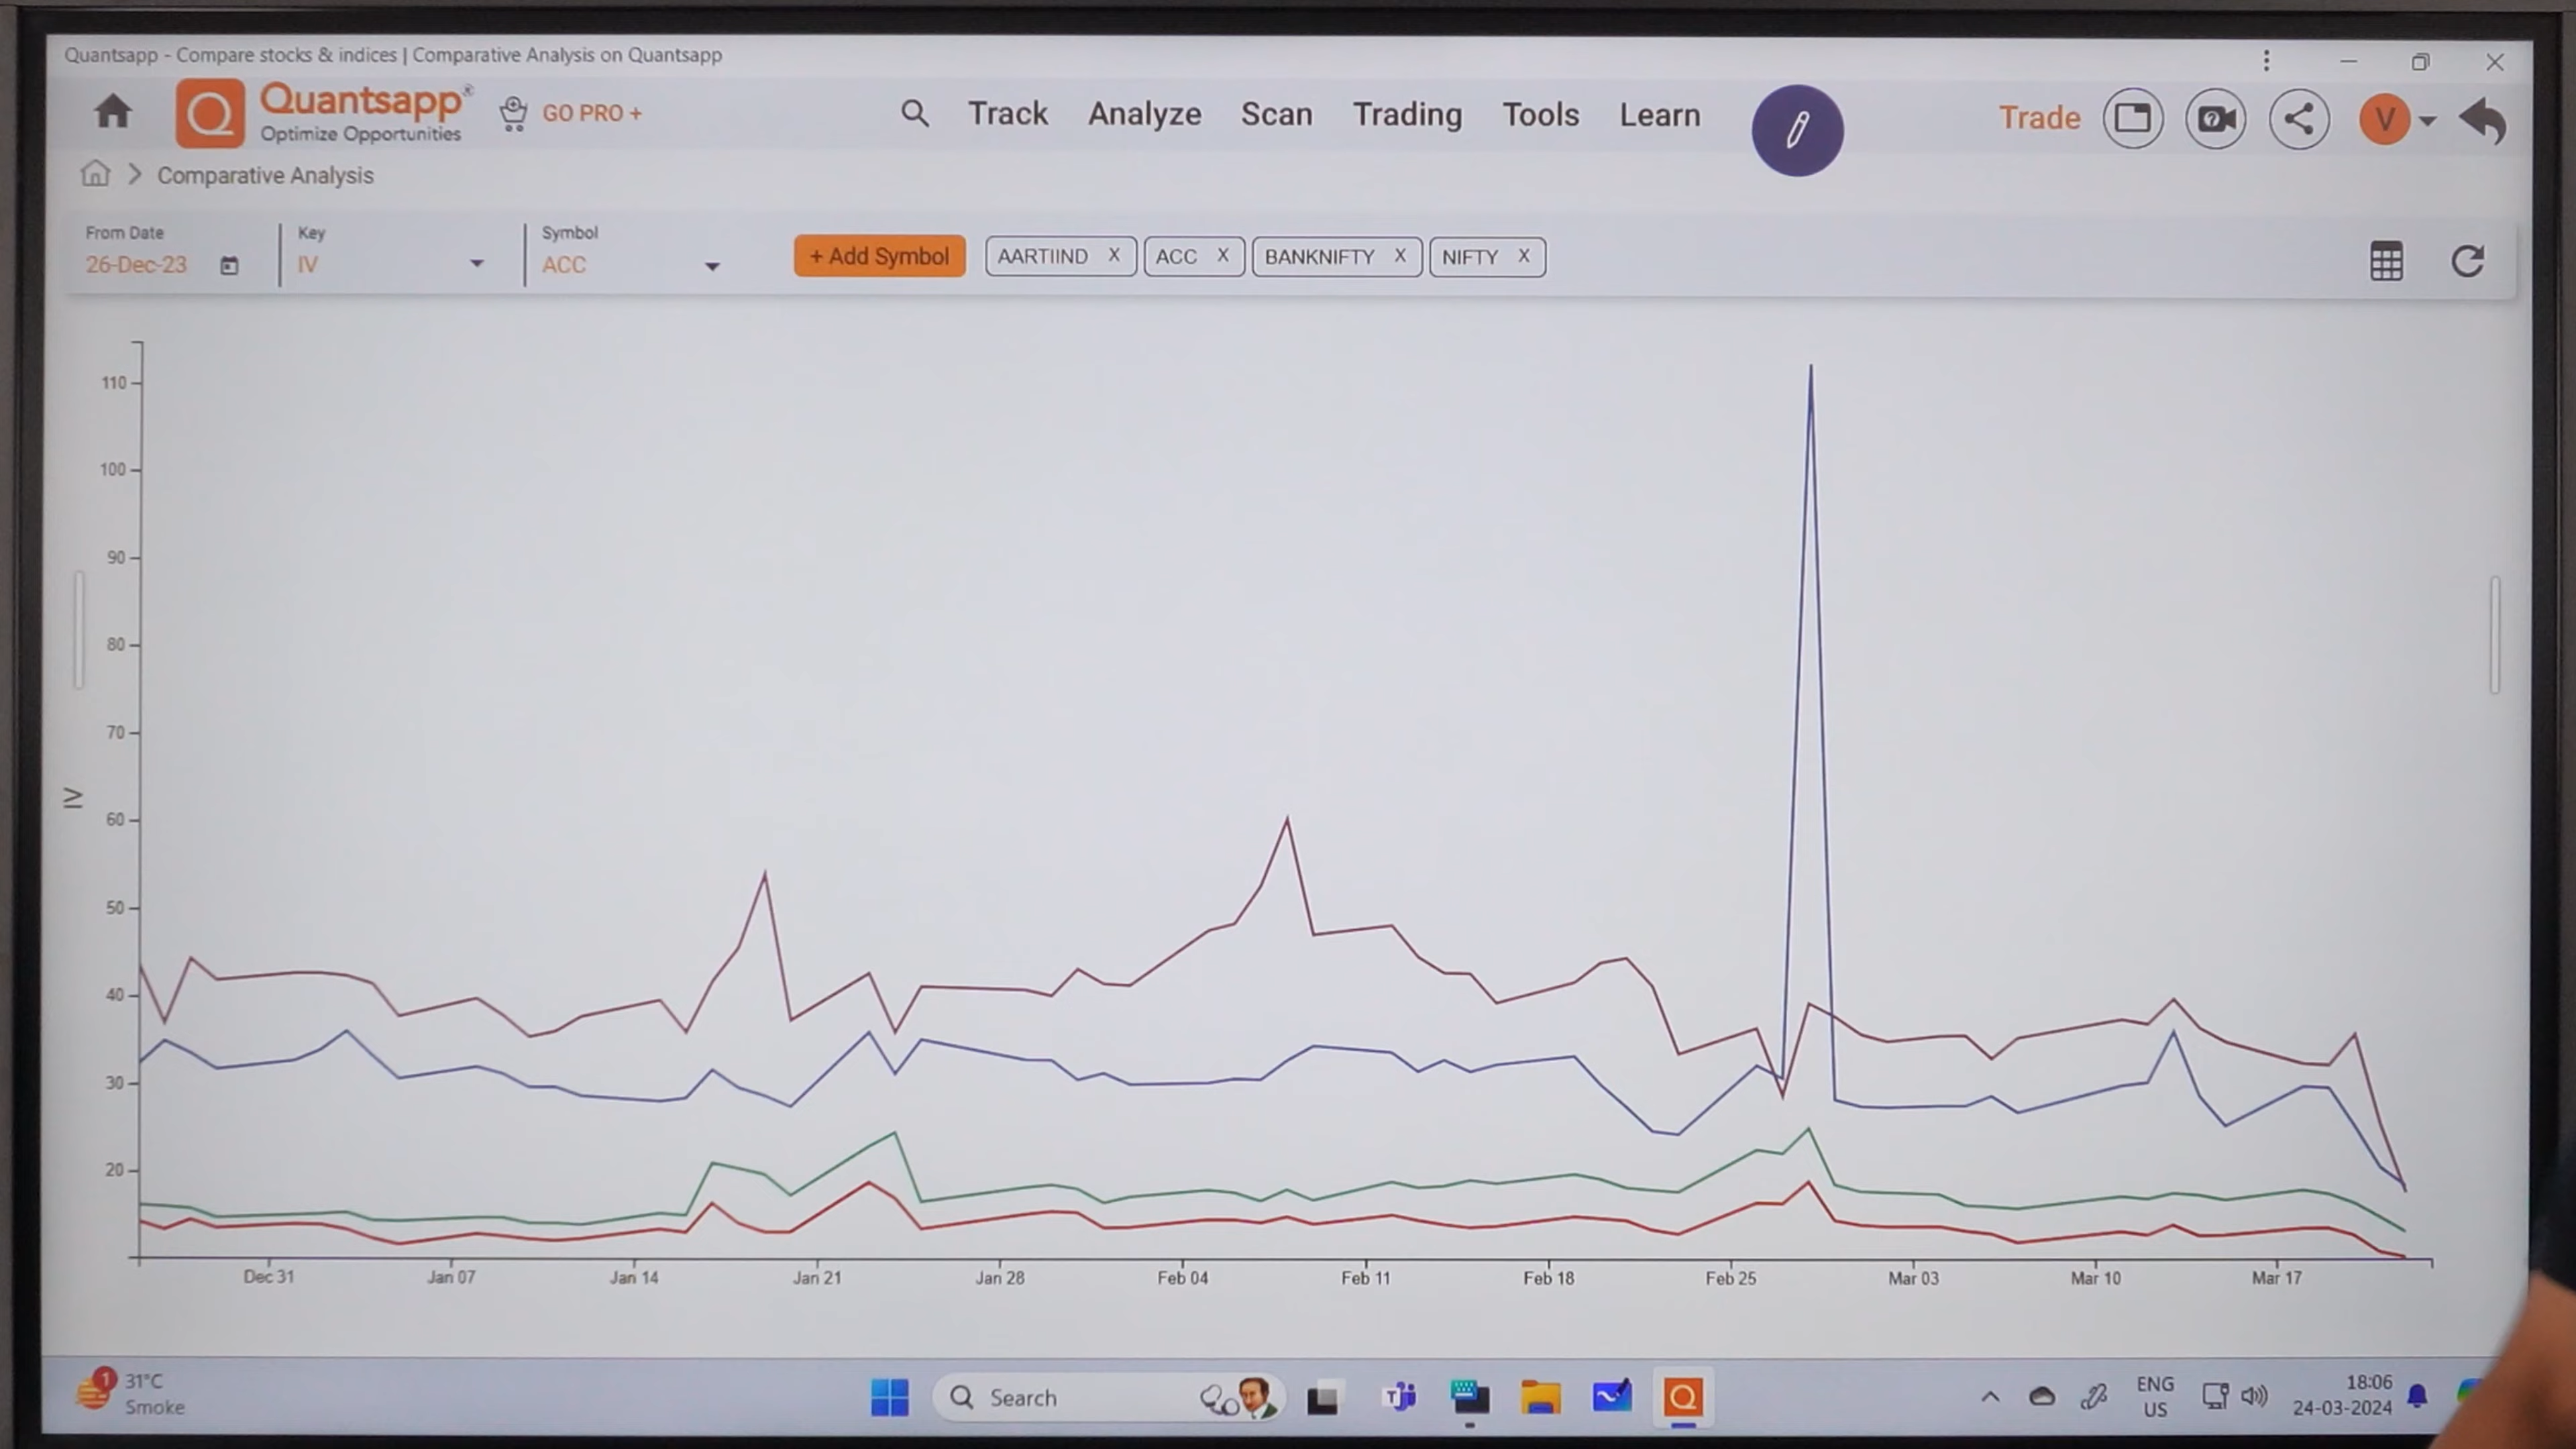 Quantsapp - Compare stocks & indices | Comparative Analysis on Quantsapp
Quantsapp®
Optimize Opportunities
GO PRO +
Track Analyze Scan Trading Tools Learn
Trade
V
Comparative Analysis
From Date
26-Dec-23
Key
IV
Symbol
ACC
+ Add Symbol
AARTIIND X
ACC X
BANKNIFTY X
NIFTY X
110
100
90
80
70
60
50
40
30
20
IV
Dec 31 Jan 07 Jan 14 Jan 21 Jan 28 Feb 04 Feb 11 Feb 18 Feb 25 Mar 03 Mar 10 Mar 17
1
31°C
Smoke
Search
ENG
US
18:06
24-03-2024